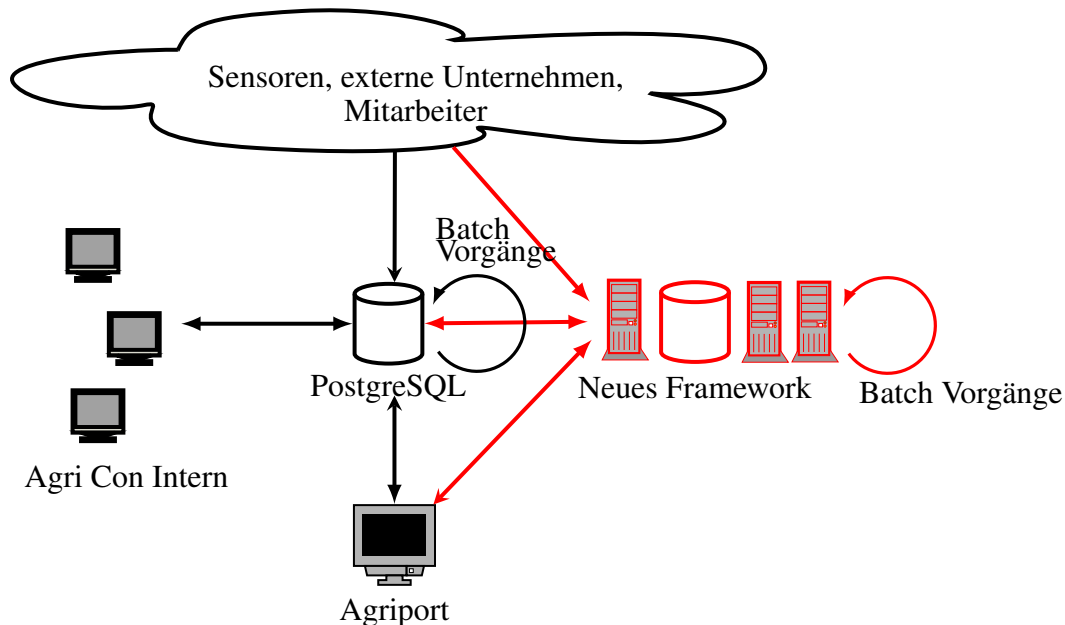 Sensoren, externe Unternehmen,
Mitarbeiter
Batch
Vorgänge
PostgreSQL
Neues Framework
Batch Vorgänge
Agri Con Intern
Agriport